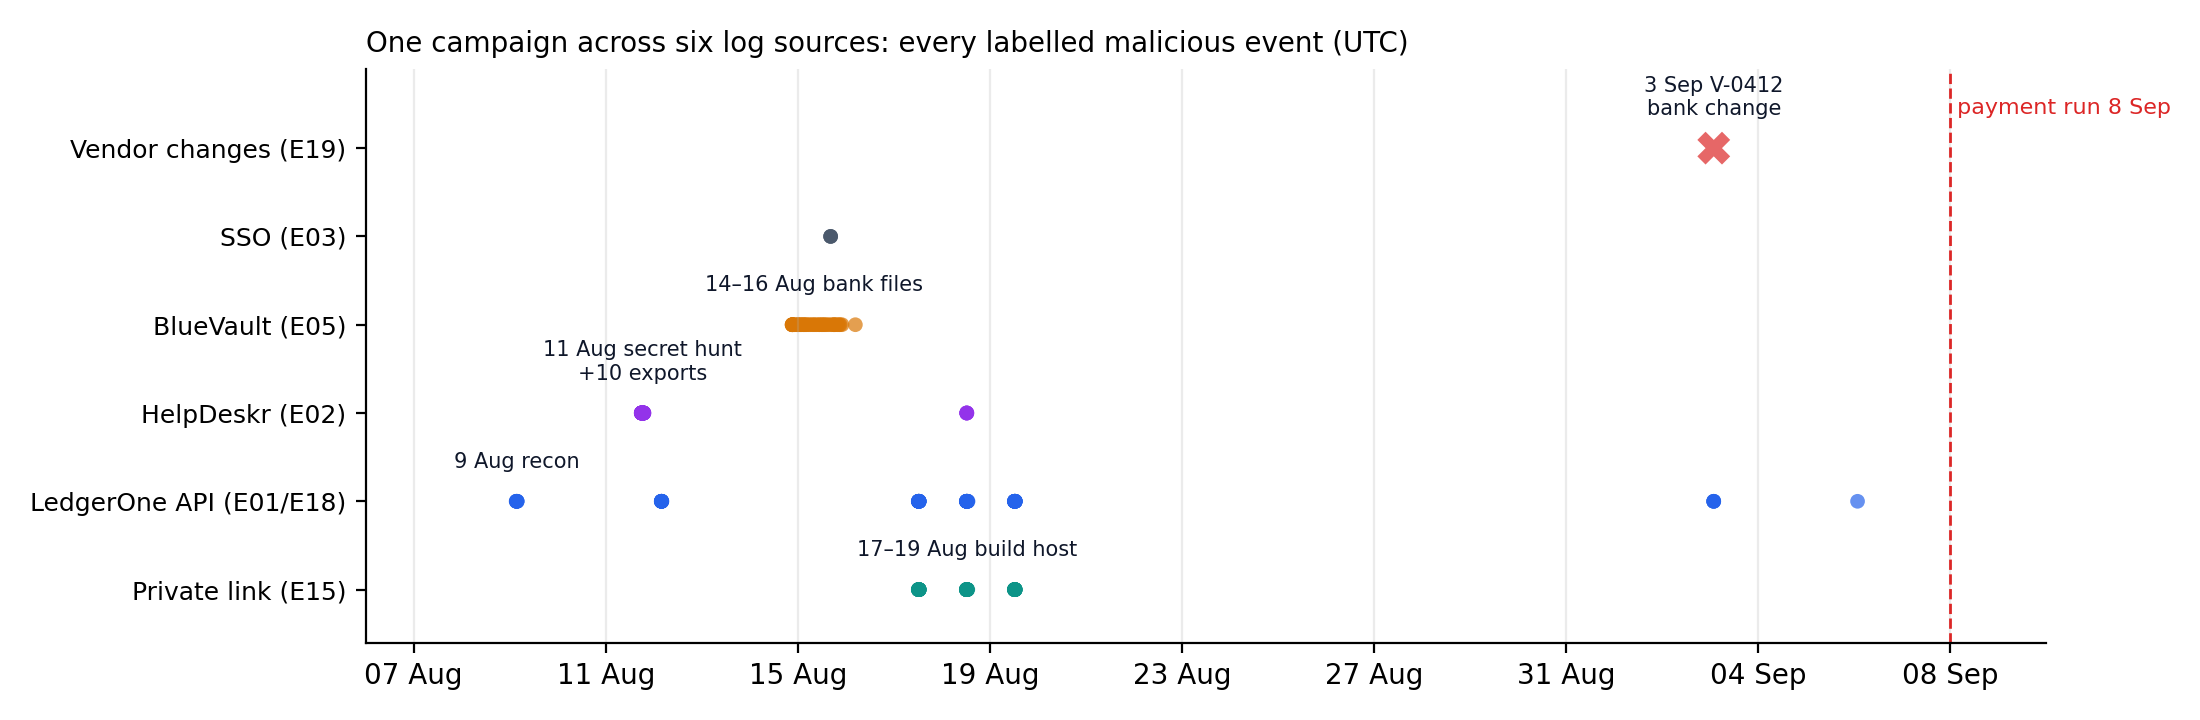 One campaign across six log sources: every labelled malicious event (UTC)
3 Sep V-0412
bank change
payment run 8 Sep
Vendor changes (E19)
SSO (E03)
14–16 Aug bank files
BlueVault (E05)
11 Aug secret hunt
+10 exports
HelpDeskr (E02)
9 Aug recon
LedgerOne API (E01/E18)
17–19 Aug build host
Private link (E15)
07 Aug
11 Aug
15 Aug
19 Aug
23 Aug
27 Aug
31 Aug
04 Sep
08 Sep